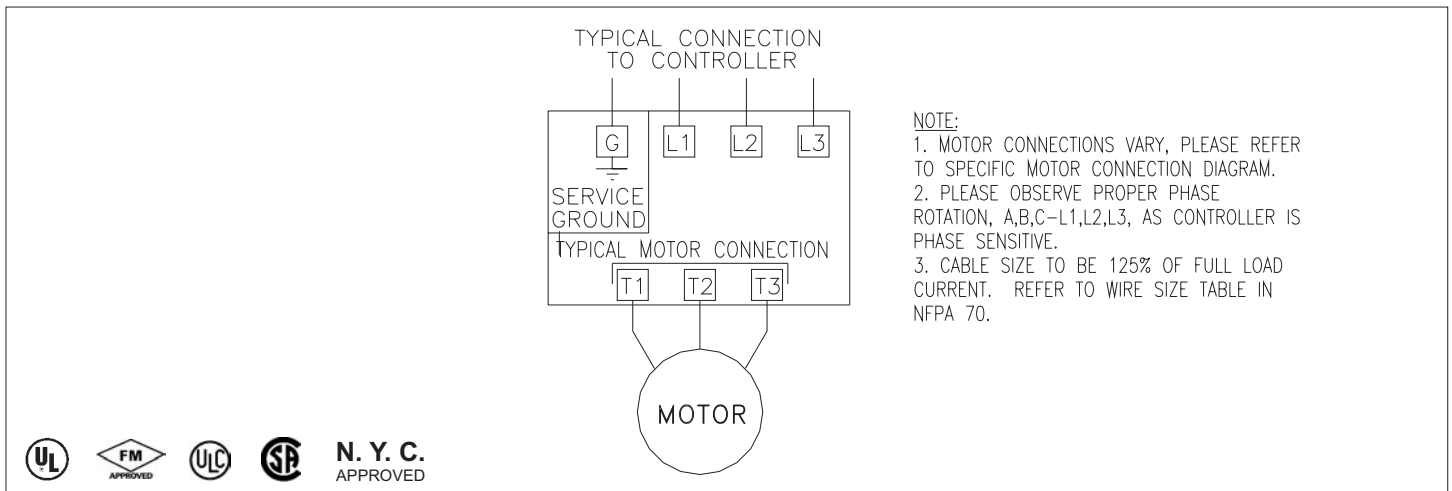 TYPICAL CONNECTION
TO CONTROLLER
G
L1
L2
L3
SERVICE
GROUND
TYPICAL MOTOR CONNECTION
T1
T2
T3
MOTOR
NOTE:
1. MOTOR CONNECTIONS VARY, PLEASE REFER
TO SPECIFIC MOTOR CONNECTION DIAGRAM.
2. PLEASE OBSERVE PROPER PHASE
ROTATION, A,B,C-L1,L2,L3, AS CONTROLLER IS
PHASE SENSITIVE.
3. CABLE SIZE TO BE 125% OF FULL LOAD
CURRENT. REFER TO WIRE SIZE TABLE IN
NFPA 70.
UL
®
FM
APPROVED
ULC
SA
N. Y. C.
APPROVED